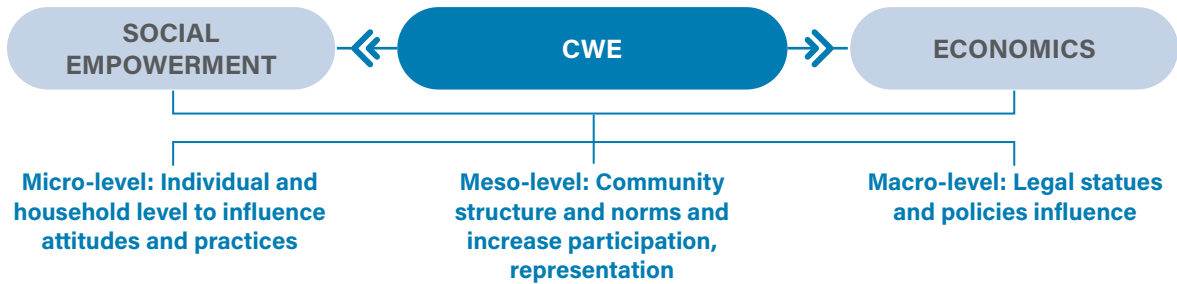 SOCIAL
EMPOWERMENT
CWE
ECONOMICS
Micro-level: Individual and
household level to influence
attitudes and practices
Meso-level: Community
structure and norms and
increase participation,
representation
Macro-level: Legal statues
and policies influence